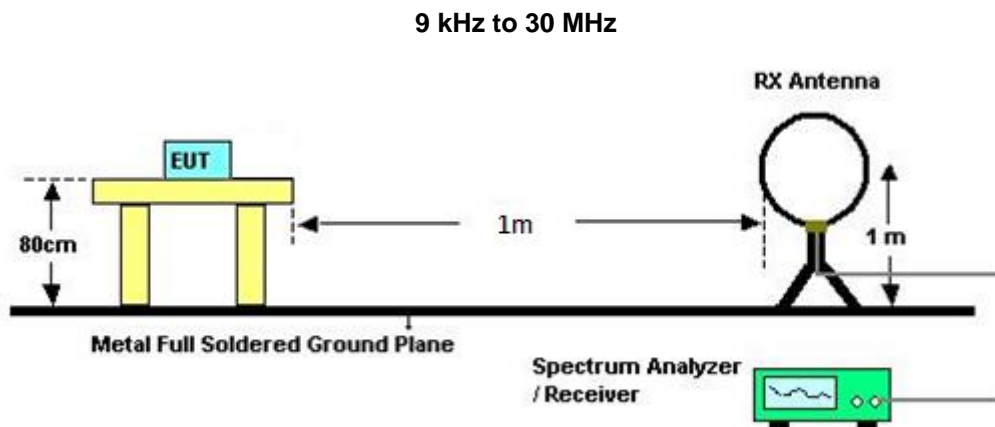 9 kHz to 30 MHz
RX Antenna
EUT
80cm
1m
1 m
Metal Full Soldered Ground Plane
Spectrum Analyzer
/ Receiver